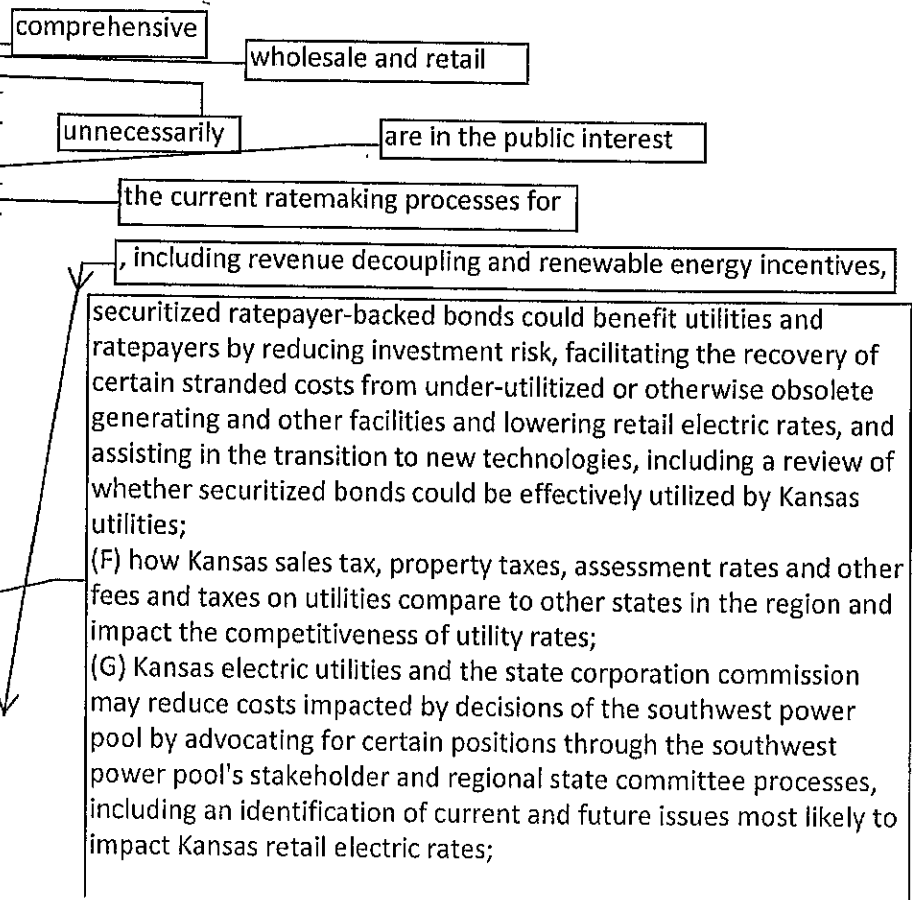 comprehensive
wholesale and retail
unnecessarily
are in the public interest
the current ratemaking processes for
, including revenue decoupling and renewable energy incentives,
securitized ratepayer-backed bonds could benefit utilities and
ratepayers by reducing investment risk, facilitating the recovery of
certain stranded costs from under-utilitized or otherwise obsolete
generating and other facilities and lowering retail electric rates, and
assisting in the transition to new technologies, including a review of
whether securitized bonds could be effectively utilized by Kansas
utilities;
(F) how Kansas sales tax, property taxes, assessment rates and other
fees and taxes on utilities compare to other states in the region and
impact the competitiveness of utility rates;
(G) Kansas electric utilities and the state corporation commission
may reduce costs impacted by decisions of the southwest power
pool by advocating for certain positions through the southwest
power pool's stakeholder and regional state committee processes,
including an identification of current and future issues most likely to
impact Kansas retail electric rates;